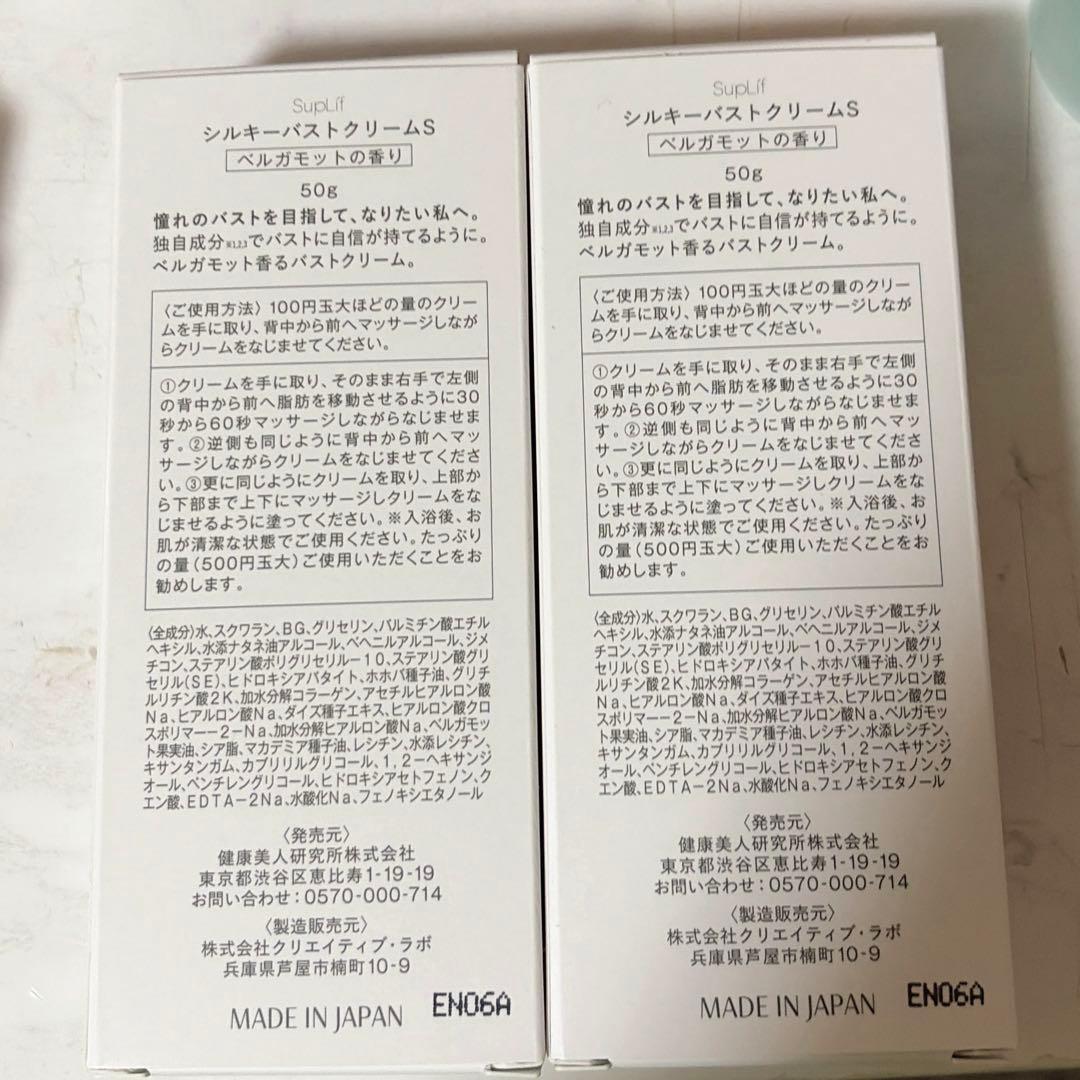 SupLif
シルキーバストクリームS
ベルガモットの香り
50g
憧れのバストを目指して、なりたい私へ。
独自成分※1,2,3でバストに自信が持てるように。
ベルガモット香るバストクリーム。
〈ご使用方法〉100円玉大ほどの量のクリー
ムを手に取り、背中から前へマッサージしなが
らクリームをなじませてください。
①クリームを手に取り、そのまま右手で左側
の背中から前へ脂肪を移動させるように30
秒から60秒マッサージしながらなじませま
す。②逆側も同じように背中から前へマッ
サージしながらクリームをなじませてくださ
い。③更に同じようにクリームを取り、上部か
ら下部まで上下にマッサージしクリームをな
じませるように塗ってください。※入浴後、お
肌が清潔な状態でご使用ください。たっぷり
の量(500円玉大)ご使用いただくことをお
勧めします。
〈全成分〉水、スクワラン、BG、グリセリン、パルミチン酸エチル
ヘキシル、水添ナタネ油アルコール、ベヘニルアルコール、ジメ
チコン、ステアリン酸ポリグリセリル-10、ステアリン酸グリ
セリル(SE)、ヒドロキシアパタイト、ホホバ種子油、グリチ
ルリチン酸2K、加水分解コラーゲン、アセチルヒアルロン酸
Na、ヒアルロン酸Na、ダイズ種子エキス、ヒアルロン酸クロ
スポリマー-2-Na、加水分解ヒアルロン酸Na、ベルガモッ
ト果実油、シア脂、マカデミア種子油、レシチン、水添レシチン、
キサンタンガム、カプリリルグリコール、1,2-ヘキサンジ
オール、ペンチレングリコール、ヒドロキシアセトフェノン、ク
エン酸、EDTA-2Na、水酸化Na、フェノキシエタノール
〈発売元〉
健康美人研究所株式会社
東京都渋谷区恵比寿1-19-19
お問い合わせ:0570-000-714
〈製造販売元〉
株式会社クリエイティブ・ラボ
兵庫県芦屋市楠町10-9
MADE IN JAPAN
EN06A
SupLif
シルキーバストクリームS
ベルガモットの香り
50g
憧れのバストを目指して、なりたい私へ。
独自成分※1,2,3でバストに自信が持てるように。
ベルガモット香るバストクリーム。
〈ご使用方法〉100円玉大ほどの量のクリー
ムを手に取り、背中から前へマッサージしなが
らクリームをなじませてください。
①クリームを手に取り、そのまま右手で左側
の背中から前へ脂肪を移動させるように30
秒から60秒マッサージしながらなじませま
す。②逆側も同じように背中から前へマッ
サージしながらクリームをなじませてくださ
い。③更に同じようにクリームを取り、上部か
ら下部まで上下にマッサージしクリームをな
じませるように塗ってください。※入浴後、お
肌が清潔な状態でご使用ください。たっぷり
の量(500円玉大)ご使用いただくことをお
勧めします。
〈全成分〉水、スクワラン、BG、グリセリン、パルミチン酸エチル
ヘキシル、水添ナタネ油アルコール、ベヘニルアルコール、ジメ
チコン、ステアリン酸ポリグリセリル-10、ステアリン酸グリ
セリル(SE)、ヒドロキシアパタイト、ホホバ種子油、グリチ
ルリチン酸2K、加水分解コラーゲン、アセチルヒアルロン酸
Na、ヒアルロン酸Na、ダイズ種子エキス、ヒアルロン酸クロ
スポリマー-2-Na、加水分解ヒアルロン酸Na、ベルガモッ
ト果実油、シア脂、マカデミア種子油、レシチン、水添レシチン、
キサンタンガム、カプリリルグリコール、1,2-ヘキサンジ
オール、ペンチレングリコール、ヒドロキシアセトフェノン、ク
エン酸、EDTA-2Na、水酸化Na、フェノキシエタノール
〈発売元〉
健康美人研究所株式会社
東京都渋谷区恵比寿1-19-19
お問い合わせ:0570-000-714
〈製造販売元〉
株式会社クリエイティブ・ラボ
兵庫県芦屋市楠町10-9
MADE IN JAPAN
EN06A